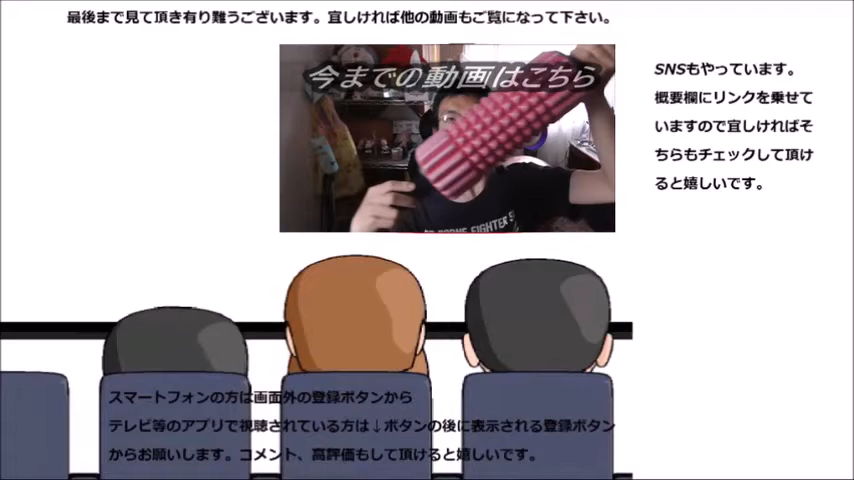 最後まで見て頂き有り難うございます。宜しければ他の動画もご覧になって下さい。
今までの動画はこちら
SNSもやっています。
概要欄にリンクを乗せて
いますので宜しければそ
ちらもチェックして頂け
ると嬉しいです。
FIGHTER
スマートフォンの方は画面外の登録ボタンから
テレビ等のアプリで視聴されている方は↓ボタンの後に表示される登録ボタン
からお願いします。コメント、高評価もして頂けると嬉しいです。